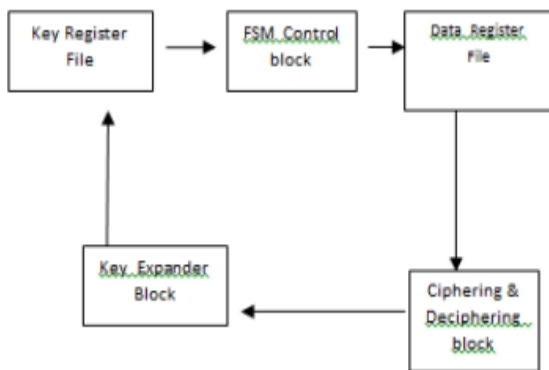 Key Register
File
FSM Control
block
Data Register
File
Key Expander
Block
Ciphering &
Deciphering
block